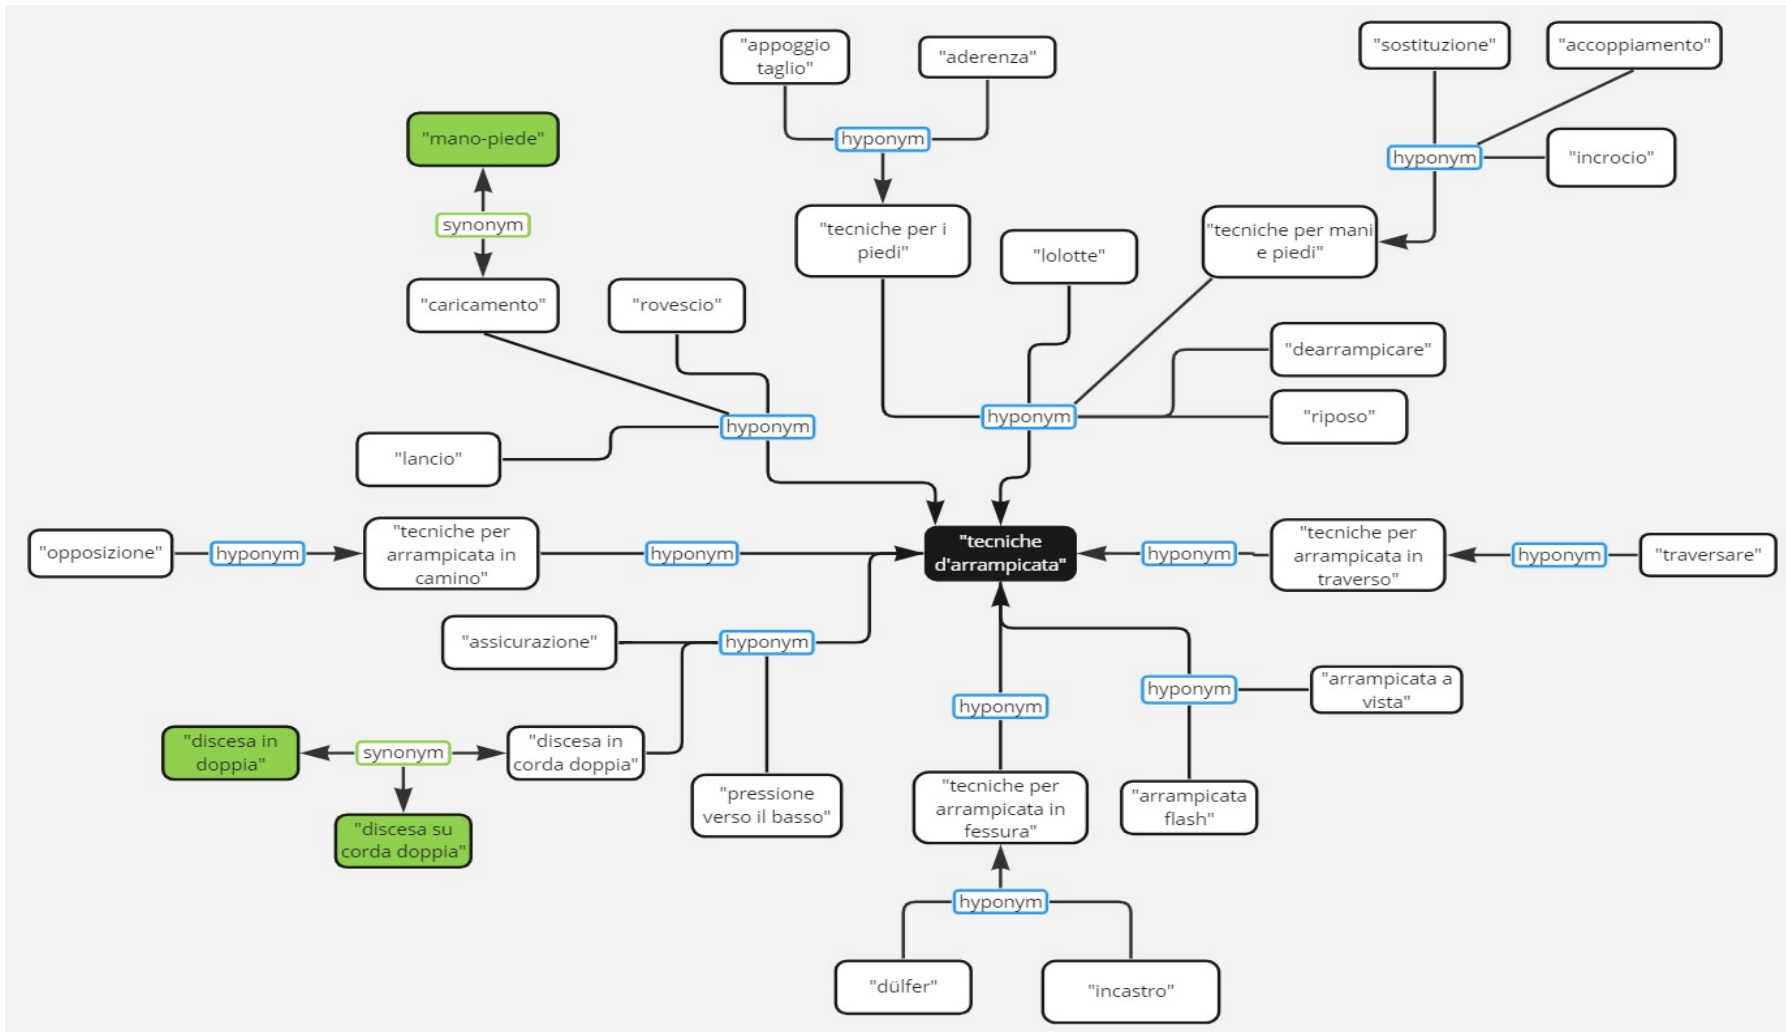 "sostituzione"
"accoppiamento"
"appoggio
taglio"
"aderenza"
"mano-piede"
hyponym
hyponym
"incrocio"
synonym
"tecniche per i
piedi"
"lolotte"
"tecniche per mani
e piedi"
"caricamento"
"rovescio"
"dearrampicare"
"riposo"
hyponym
hyponym
"lancio"
"opposizione"
hyponym
"tecniche per
arrampicata in
camino"
hyponym
"tecniche
d'arrampicata"
hyponym
"tecniche per
arrampicata in
traverso"
hyponym
"traversare"
"assicurazione"
hyponym
hyponym
hyponym
"arrampicata a
vista"
"discesa in
doppia"
synonym
"discesa in
corda doppia"
"pressione
verso il basso"
"tecniche per
arrampicata in
fessura"
"arrampicata
flash"
"discesa su
corda doppia"
hyponym
"dülfer"
"incastro"